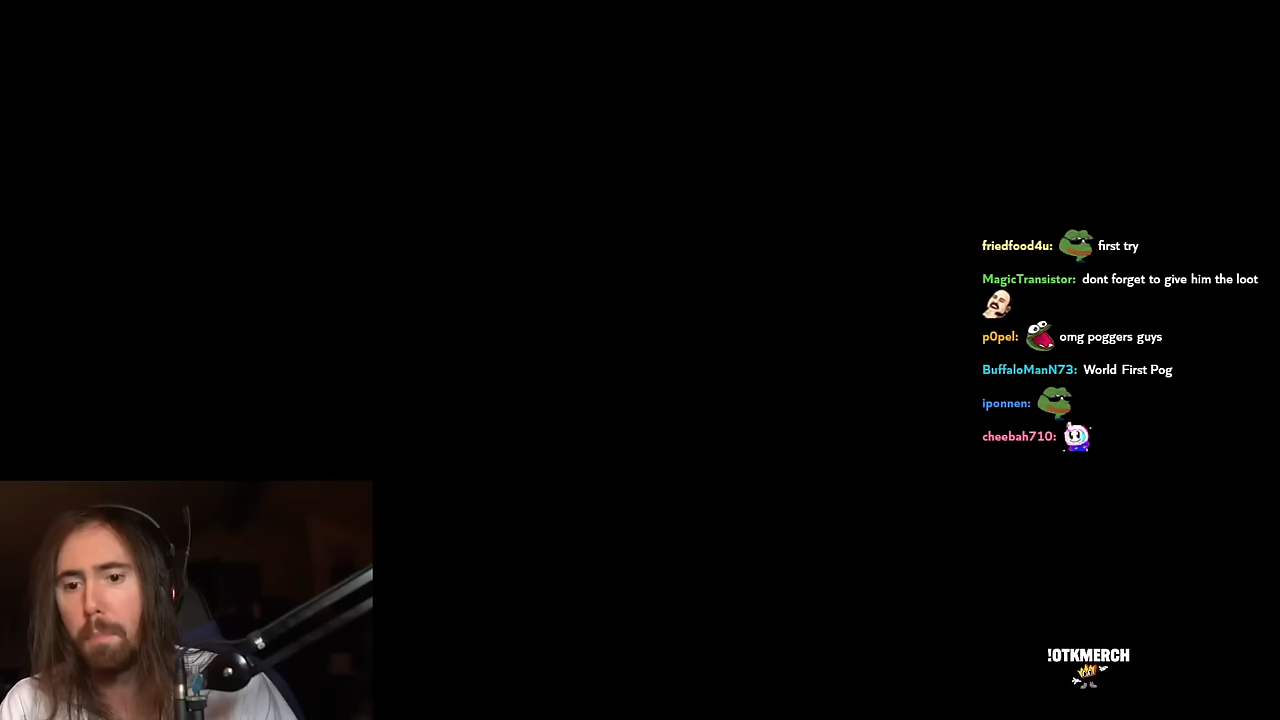 friedfood4u: first try
MagicTransistor: dont forget to give him the loot
p0pel: omg poggers guys
BuffaloManN73: World First Pog
iponnen:
cheebah710:
!OTKMERCH